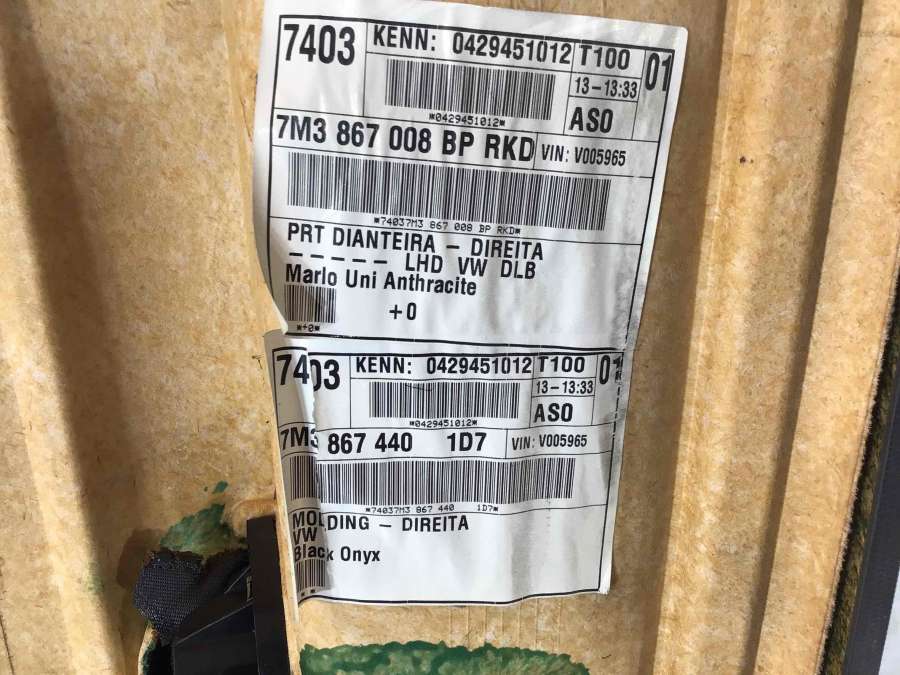 7403
KENN: 0429451012 T100 01
13-13:33
*0429451012*
ASO
7M3 867 008 BP RKD VIN: V005965
*74037M3 867 008 BP RKD*
PRT DIANTEIRA - DIREITA
----- LHD VW DLB
Marlo Uni Anthracite
+0
*+0*
7403
KENN: 0429451012 T100 01
13-13:33
*0429451012*
ASO
7M3 867 440 1D7 VIN: V005965
*74037M3 867 440 1D7*
MOLDING - DIREITA
VW
Black Onyx
* *